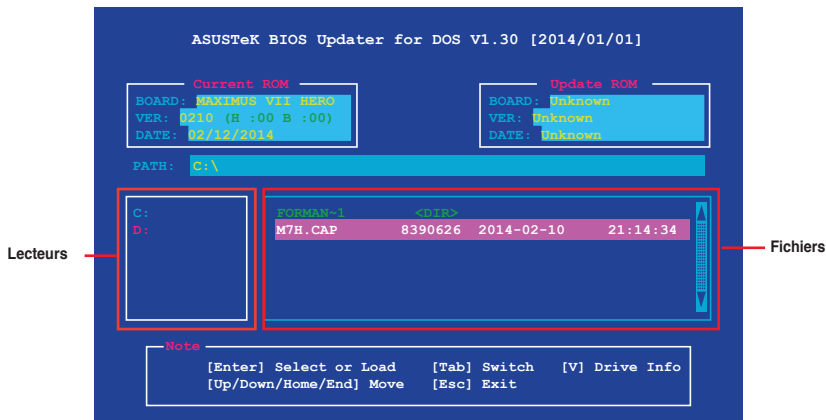 ASUSTeK BIOS Updater for DOS V1.30 [2014/01/01]
Current ROM
BOARD: MAXIMUS VII HERO
VER: 0210 (H :00 B :00)
DATE: 02/12/2014
Update ROM
BOARD: Unknown
VER: Unknown
DATE: Unknown
PATH: C:\
C:
D:
FORMAN~1 <DIR>
M7H.CAP 8390626 2014-02-10 21:14:34
Lecteurs
Fichiers
Note
[Enter] Select or Load [Tab] Switch [V] Drive Info
[Up/Down/Home/End] Move [Esc] Exit